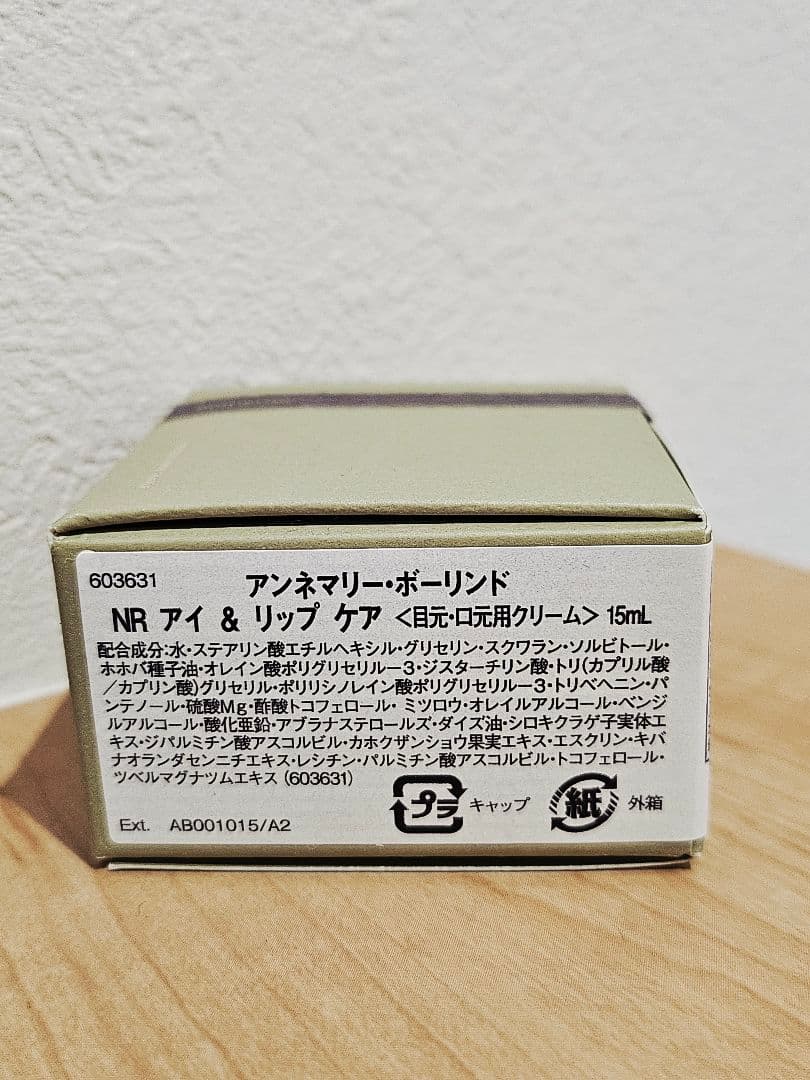 603631
アンネマリー・ボーリンド
NR アイ & リップ ケア <目元・口元用クリーム> 15mL
配合成分:水・ステアリン酸エチルヘキシル・グリセリン・スクワラン・ソルビトール・
ホホバ種子油・オレイン酸ポリグリセリル−3・ジステアリン酸・トリ(カプリル酸
/カプリン酸)グリセリル・ポリリシノレイン酸ポリグリセリル−3・トリベヘニン・パ
ンテノール・硫酸Mg・酢酸トコフェロール・ミツロウ・オレイルアルコール・ベンジ
ルアルコール・酸化亜鉛・アブラナステロールズ・ダイズ油・シロキクラゲ子実体エ
キス・ジパルミチン酸アスコルビル・カホクザンショウ果実エキス・エスクリン・キバ
ナオランダセンニチエキス・レシチン・パルミチン酸アスコルビル・トコフェロール・
ツベルマグナツムエキス (603631)
プラ キャップ 紙 外箱
Ext. AB001015/A2